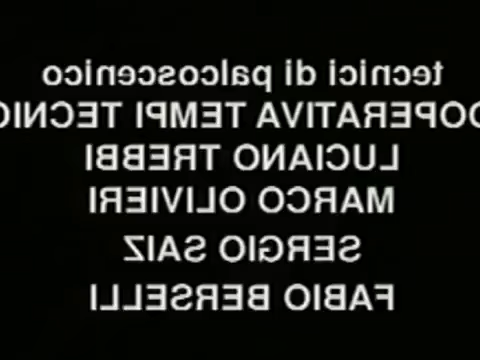 tecnici di palcoscenico
OOPERATIVA TEMPI TECNIC
LUCIANO TREBBI
MARCO OLIVIERI
SERGIO SAIZ
FABIO BERSELLI